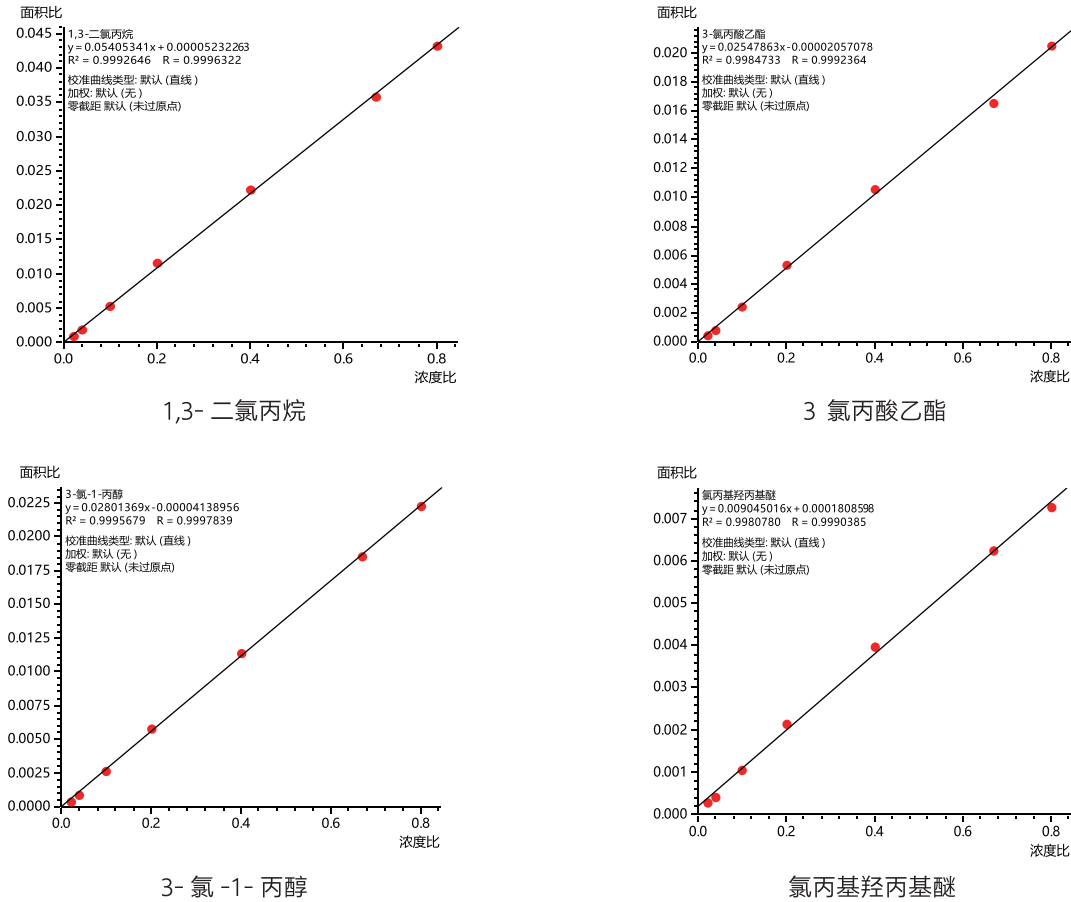 面积比
1,3-二氯丙烷
y = 0.05405341x + 0.00005232263
R² = 0.9992646 R = 0.9996322
校准曲线类型: 默认 (直线 )
加权: 默认 (无 )
零截距 默认 (未过原点)
0.045
0.040
0.035
0.030
0.025
0.020
0.015
0.010
0.005
0.000
0.0 0.2 0.4 0.6 0.8
浓度比
1,3- 二氯丙烷
面积比
3-氯丙酸乙酯
y = 0.02547863x - 0.00002057078
R² = 0.9984733 R = 0.9992364
校准曲线类型: 默认 (直线 )
加权: 默认 (无 )
零截距 默认 (未过原点)
0.020
0.018
0.016
0.014
0.012
0.010
0.008
0.006
0.004
0.002
0.000
0.0 0.2 0.4 0.6 0.8
浓度比
3 氯丙酸乙酯
面积比
3-氯-1-丙醇
y = 0.02801369x - 0.00004138956
R² = 0.9995679 R = 0.9997839
校准曲线类型: 默认 (直线 )
加权: 默认 (无 )
零截距 默认 (未过原点)
0.0225
0.0200
0.0175
0.0150
0.0125
0.0100
0.0075
0.0050
0.0025
0.0000
0.0 0.2 0.4 0.6 0.8
浓度比
3- 氯 -1- 丙醇
面积比
氯丙基羟丙基醚
y = 0.009045016x + 0.0001808598
R² = 0.9980780 R = 0.9990385
校准曲线类型: 默认 (直线 )
加权: 默认 (无 )
零截距 默认 (未过原点)
0.007
0.006
0.005
0.004
0.003
0.002
0.001
0.000
0.0 0.2 0.4 0.6 0.8
浓度比
氯丙基羟丙基醚